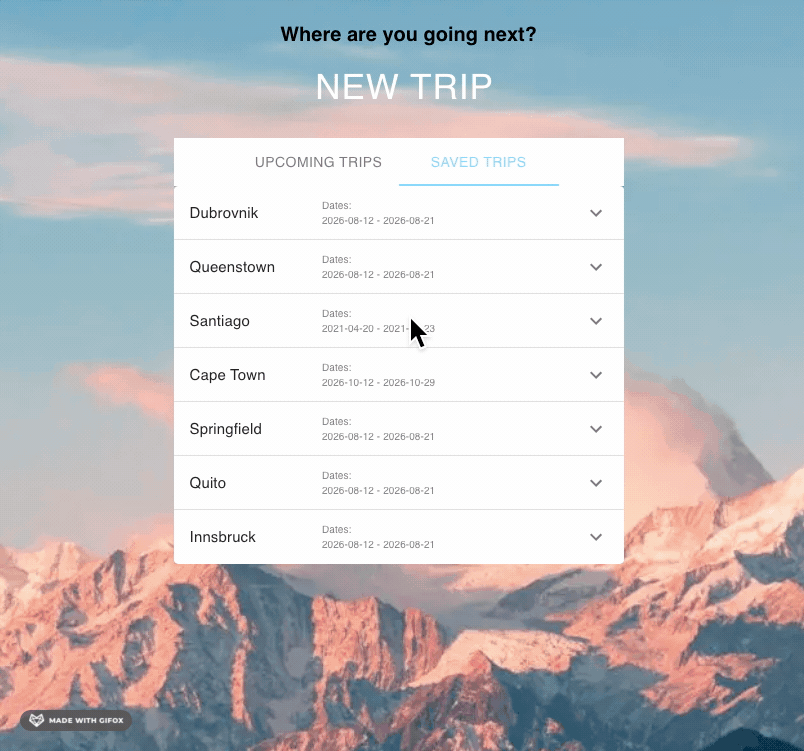 Where are you going next?
NEW TRIP
UPCOMING TRIPS SAVED TRIPS
Dubrovnik
Dates:
2026-08-12 - 2026-08-21
Queenstown
Dates:
2026-08-12 - 2026-08-21
Santiago
Dates:
2021-04-20 - 2021- 23
Cape Town
Dates:
2026-10-12 - 2026-10-29
Springfield
Dates:
2026-08-12 - 2026-08-21
Quito
Dates:
2026-08-12 - 2026-08-21
Innsbruck
Dates:
2026-08-12 - 2026-08-21
MADE WITH GIFOX